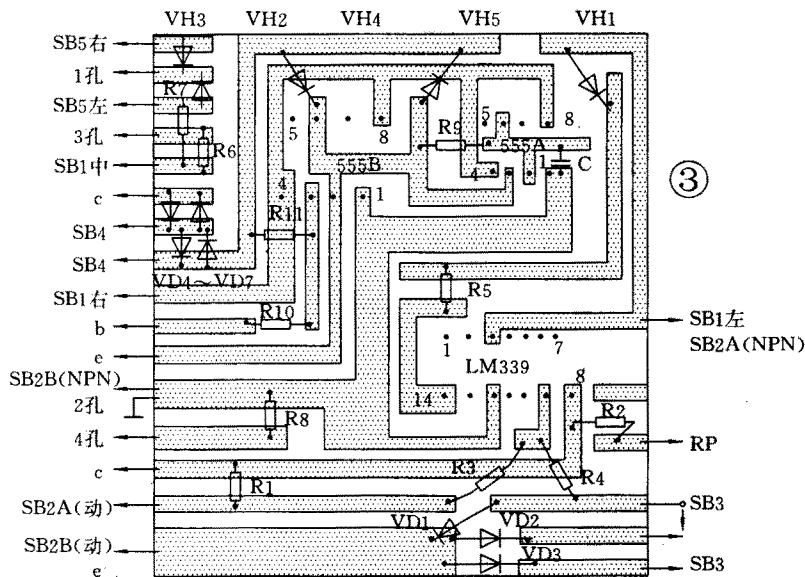 VH3 VH2 VH4 VH5 VH1
SB5右
1孔
R7
SB5左
5 8 5 8
3孔
R6
R9
555A
SB1中
555B
4 1 C
③
c
4 1
R11
SB4
SB4
VD4～VD7
R5
SB1右
SB1左
b
R10
1 7
SB2A(NPN)
e
LM339
SB2B(NPN)
8
14
2孔
R8
R2
4孔
RP
c
R3
R4
R1
SB2A(动)
SB3
VD1
VD2
SB2B(动)
VD3
e
SB3